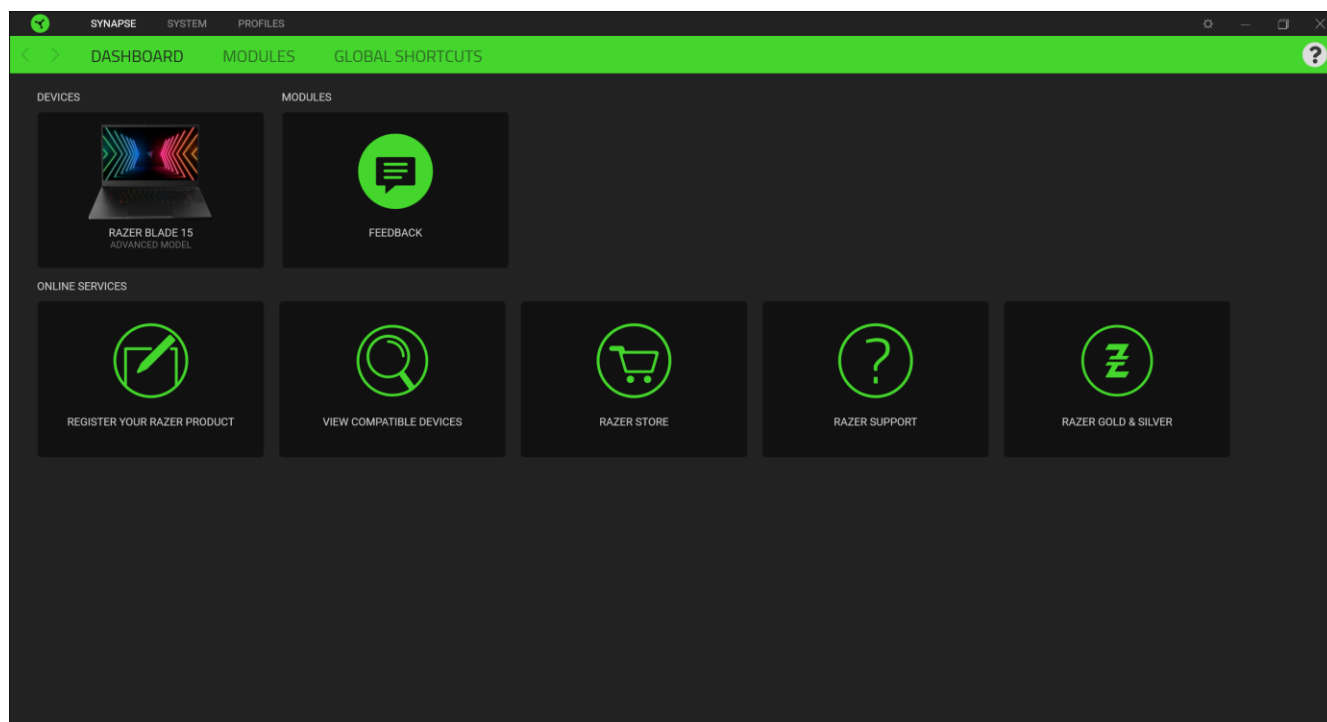 SYNAPSE SYSTEM PROFILES
DASHBOARD MODULES GLOBAL SHORTCUTS
?
DEVICES MODULES
RAZER BLADE 15
ADVANCED MODEL
FEEDBACK
ONLINE SERVICES
REGISTER YOUR RAZER PRODUCT
VIEW COMPATIBLE DEVICES
RAZER STORE
?
RAZER SUPPORT
RAZER GOLD & SILVER